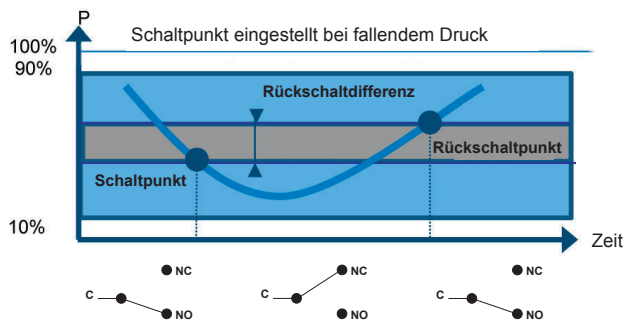 P
Schaltpunkt eingestellt bei fallendem Druck
100%
90%
Rückschaltdifferenz
Rückschaltpunkt
Schaltpunkt
10%
Zeit
NC
C
NO
NC
C
NO
NC
C
NO